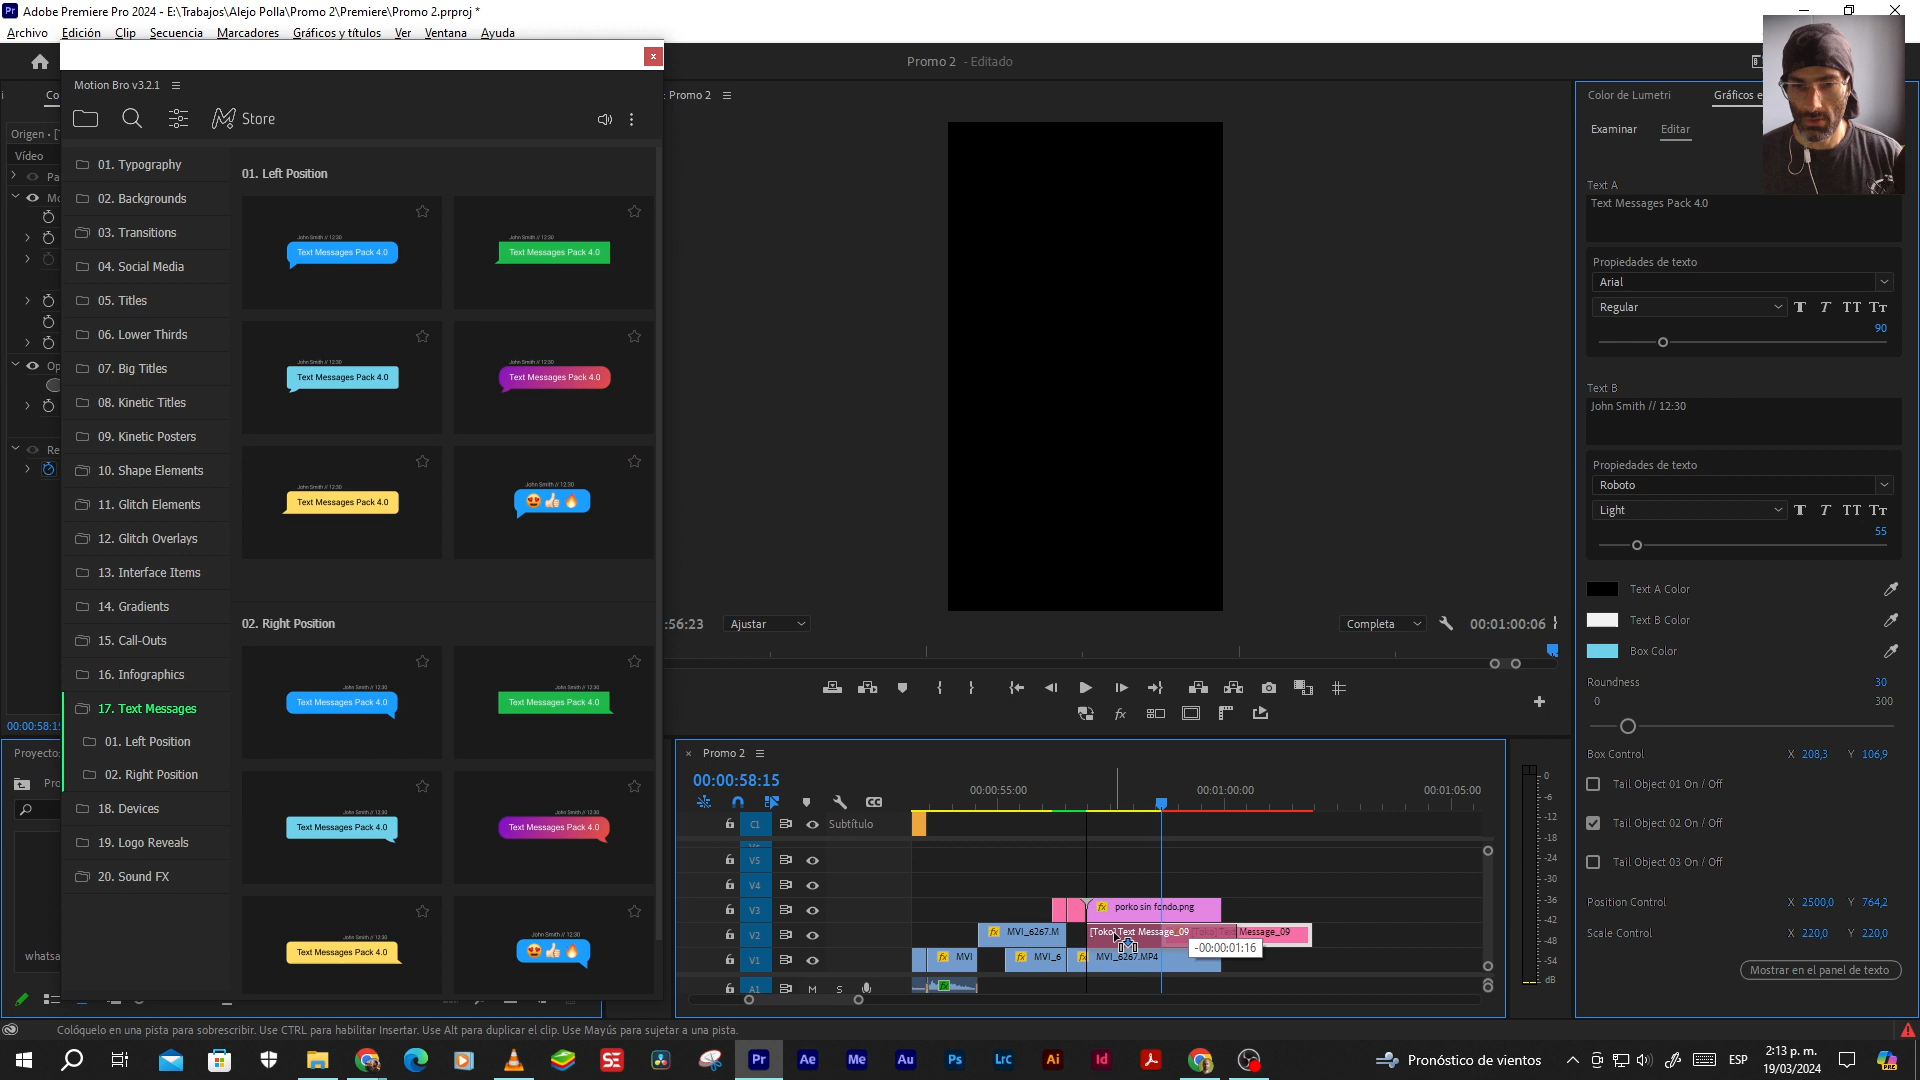 Adobe Premiere Pro 2024 - E:\Trabajos\Alejo Polla\Promo 2\Premiere\Promo 2.prproj *
Archivo Edición Clip Secuencia Marcadores Gráficos y títulos Ver Ventana Ayuda
Promo 2 - Editado
Motion Bro v3.2.1
Store
01. Typography
02. Backgrounds
03. Transitions
04. Social Media
05. Titles
06. Lower Thirds
07. Big Titles
08. Kinetic Titles
09. Kinetic Posters
10. Shape Elements
11. Glitch Elements
12. Glitch Overlays
13. Interface Items
14. Gradients
15. Call-Outs
16. Infographics
17. Text Messages
01. Left Position
02. Right Position
18. Devices
19. Logo Reveals
20. Sound FX
01. Left Position
John Smith // 12:30
Text Messages Pack 4.0
John Smith // 12:30
Text Messages Pack 4.0
John Smith // 12:30
Text Messages Pack 4.0
John Smith // 12:30
Text Messages Pack 4.0
John Smith // 12:30
Text Messages Pack 4.0
John Smith // 12:30
02. Right Position
John Smith // 12:30
Text Messages Pack 4.0
John Smith // 12:30
Text Messages Pack 4.0
John Smith // 12:30
Text Messages Pack 4.0
John Smith // 12:30
Text Messages Pack 4.0
John Smith // 12:30
Text Messages Pack 4.0
John Smith // 12:30
Co
Origen • [T
Vídeo
Pa
Mo
Op
Re
00:00:58:1
Proyecto:
Pro
whatsa
: Promo 2
:56:23
Ajustar
Completa
00:01:00:06
Promo 2
00:00:58:15
00:00:55:00 00:01:00:00 00:01:05:00
C1 Subtítulo
V5
V4
V3 fx porko sin fondo.png
V2 fx MVI_6267.M [Toko] Text Message_09 Message_09
-00:00:01:16
V1 fx MVI fx MVI_6 fx MVI_6267.MP4
A1 M S
0
-6
-12
-18
-24
-30
-36
-42
-48
-54
dB
Color de Lumetri Gráficos e
Examinar Editar
Text A
Text Messages Pack 4.0
Propiedades de texto
Arial
Regular
90
Text B
John Smith // 12:30
Propiedades de texto
Roboto
Light
55
Text A Color
Text B Color
Box Color
Roundness 30
0 300
Box Control X 208,3 Y 106,9
Tail Object 01 On / Off
Tail Object 02 On / Off
Tail Object 03 On / Off
Position Control X 2500,0 Y 764,2
Scale Control X 220,0 Y 220,0
Mostrar en el panel de texto
Colóquelo en una pista para sobrescribir. Use CTRL para habilitar Insertar. Use Alt para duplicar el clip. Use Mayús para sujetar a una pista.
Pronóstico de vientos
ESP
2:13 p. m.
19/03/2024